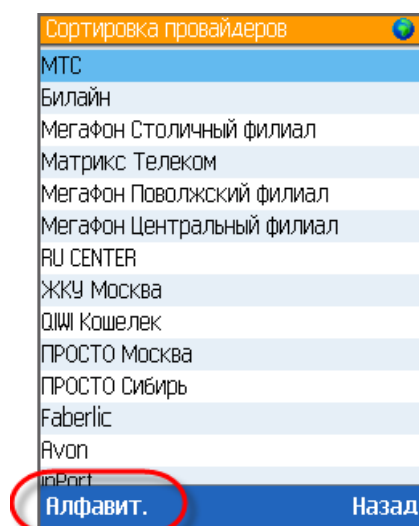 Сортировка провайдеров
МТС
Билайн
МегаФон Столичный филиал
Матрикс Телеком
МегаФон Поволжский филиал
МегаФон Центральный филиал
RU CENTER
ЖКУ Москва
QIWI Кошелек
ПРОСТО Москва
ПРОСТО Сибирь
Faberlic
Avon
inPort
Алфавит.
Назад